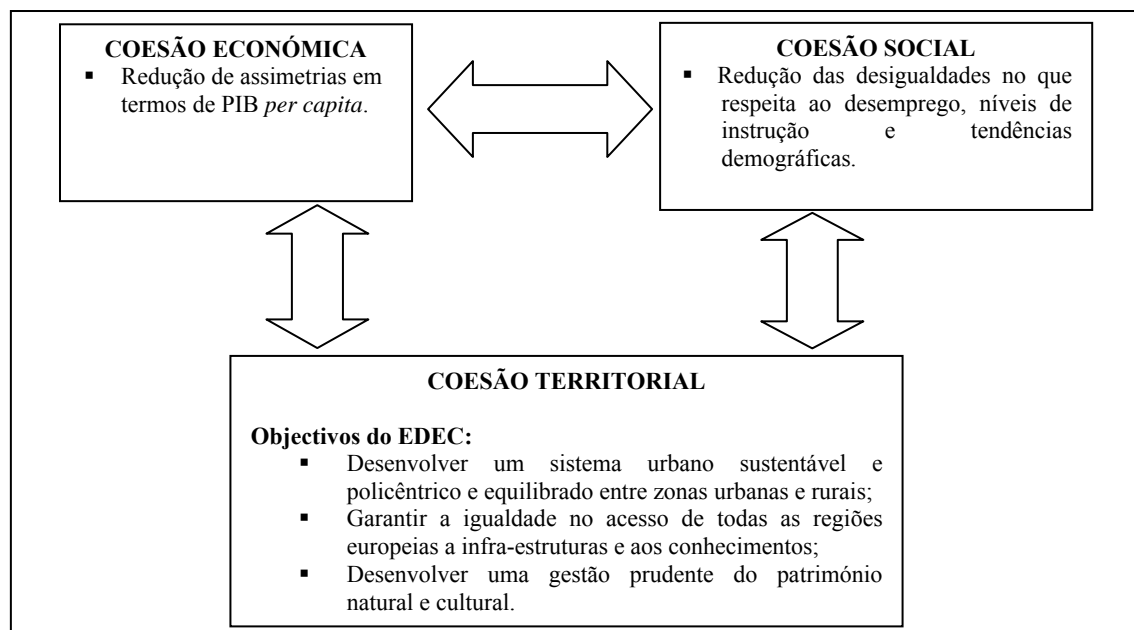 COESÃO ECONÓMICA
▪ Redução de assimetrias em
termos de PIB per capita.
COESÃO SOCIAL
▪ Redução das desigualdades no que
respeita ao desemprego, níveis de
instrução e tendências
demográficas.
COESÃO TERRITORIAL
Objectivos do EDEC:
▪ Desenvolver um sistema urbano sustentável e
policêntrico e equilibrado entre zonas urbanas e rurais;
▪ Garantir a igualdade no acesso de todas as regiões
europeias a infra-estruturas e aos conhecimentos;
▪ Desenvolver uma gestão prudente do património
natural e cultural.